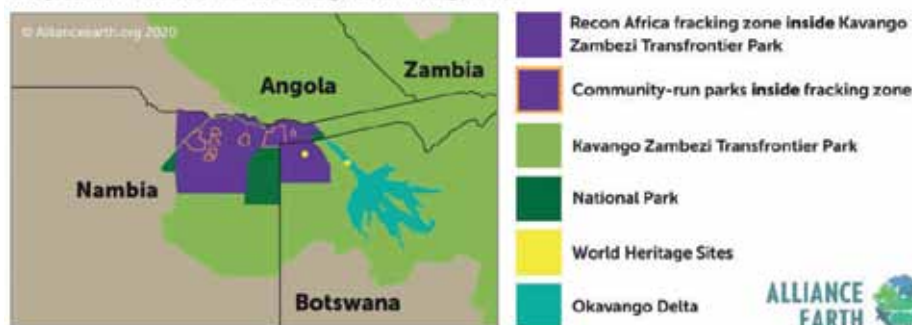 © Allianceearth.org 2020
Angola
Zambia
Nambia
Botswana
Recon Africa fracking zone inside Kavango
Zambezi Transfrontier Park
Community-run parks inside fracking zone
Kavango Zambezi Transfrontier Park
National Park
World Heritage Sites
Okavango Delta
ALLIANCE
EARTH